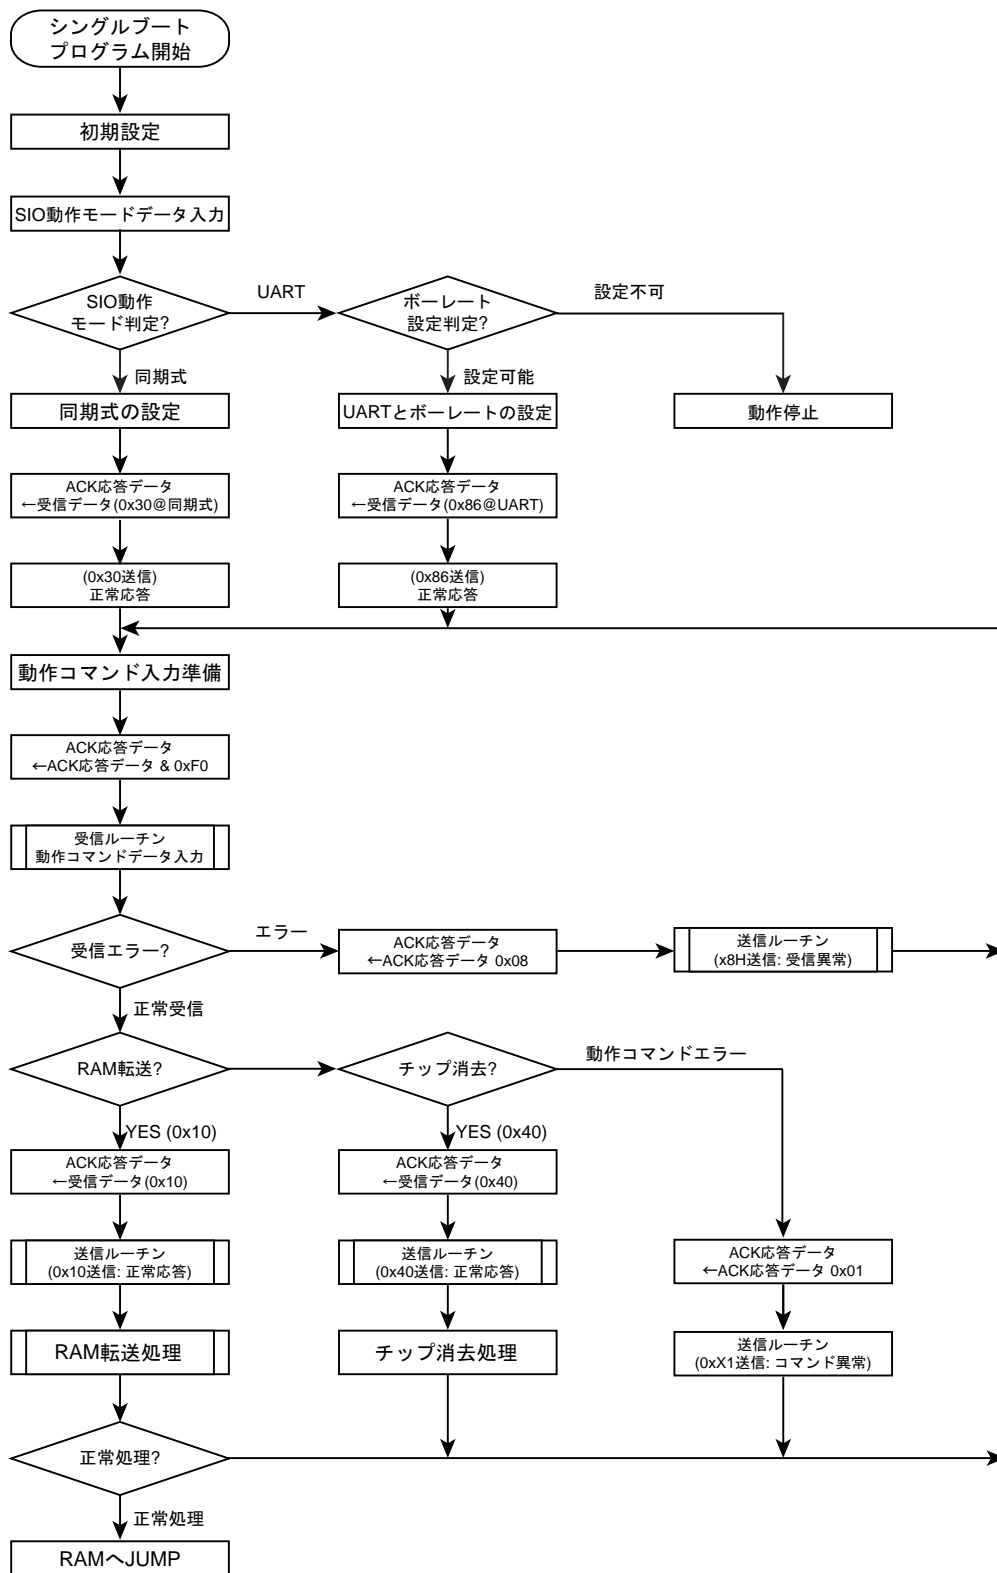 シングルブート
プログラム開始
初期設定
SIO動作モードデータ入力
SIO動作
モード判定?
UART
ボーレート
設定判定?
設定不可
同期式
設定可能
同期式の設定
UARTとボーレートの設定
動作停止
ACK応答データ
←受信データ(0x30@同期式)
ACK応答データ
←受信データ(0x86@UART)
(0x30送信)
正常応答
(0x86送信)
正常応答
動作コマンド入力準備
ACK応答データ
←ACK応答データ & 0xF0
受信ルーチン
動作コマンドデータ入力
受信エラー?
エラー
ACK応答データ
←ACK応答データ 0x08
送信ルーチン
(x8H送信: 受信異常)
正常受信
RAM転送?
チップ消去?
動作コマンドエラー
YES (0x10)
YES (0x40)
ACK応答データ
←受信データ(0x10)
ACK応答データ
←受信データ(0x40)
送信ルーチン
(0x10送信: 正常応答)
送信ルーチン
(0x40送信: 正常応答)
ACK応答データ
←ACK応答データ 0x01
RAM転送処理
チップ消去処理
送信ルーチン
(0xX1送信: コマンド異常)
正常処理?
正常処理
RAMへJUMP